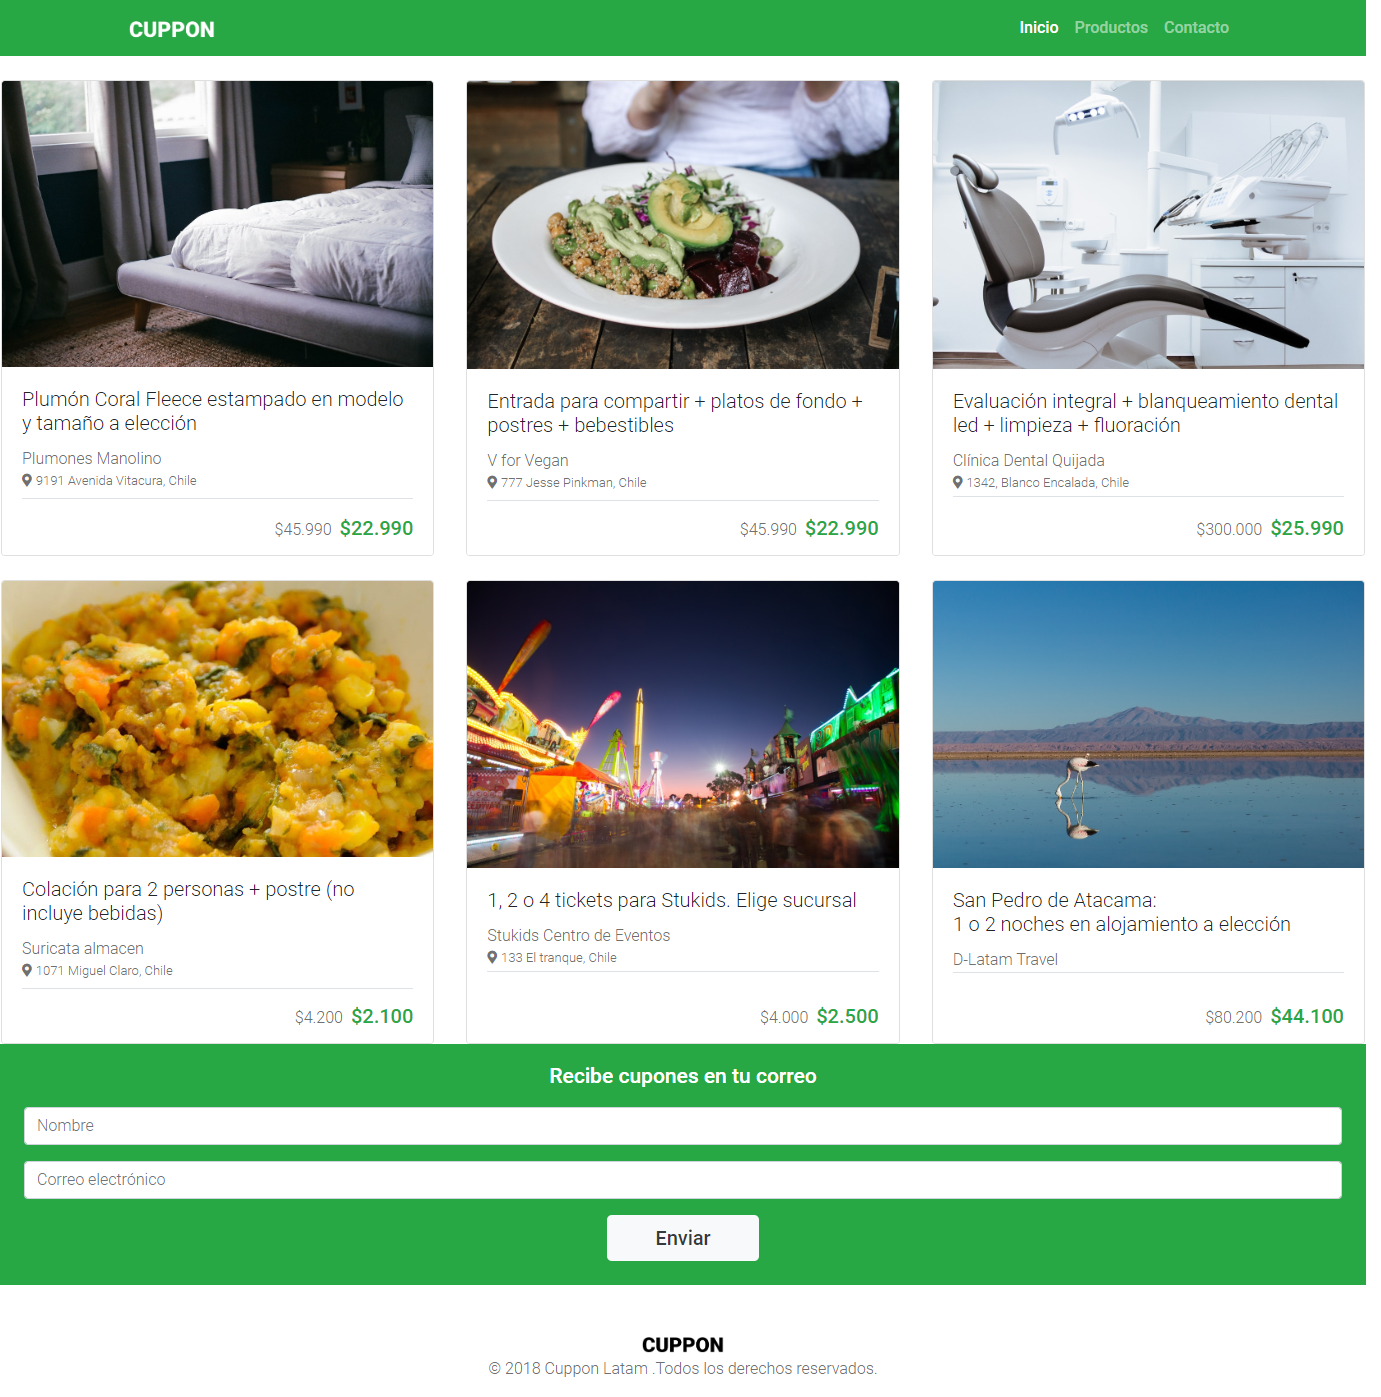 CUPPON
Inicio Productos Contacto
Plumón Coral Fleece estampado en modelo
y tamaño a elección
Plumones Manolino
9191 Avenida Vitacura, Chile
$45.990 $22.990
Entrada para compartir + platos de fondo +
postres + bebestibles
V for Vegan
777 Jesse Pinkman, Chile
$45.990 $22.990
Evaluación integral + blanqueamiento dental
led + limpieza + fluoración
Clínica Dental Quijada
1342, Blanco Encalada, Chile
$300.000 $25.990
Colación para 2 personas + postre (no
incluye bebidas)
Suricata almacen
1071 Miguel Claro, Chile
$4.200 $2.100
1, 2 o 4 tickets para Stukids. Elige sucursal
Stukids Centro de Eventos
133 El tranque, Chile
$4.000 $2.500
San Pedro de Atacama:
1 o 2 noches en alojamiento a elección
D-Latam Travel
$80.200 $44.100
Recibe cupones en tu correo
Nombre
Correo electrónico
Enviar
CUPPON
© 2018 Cuppon Latam .Todos los derechos reservados.